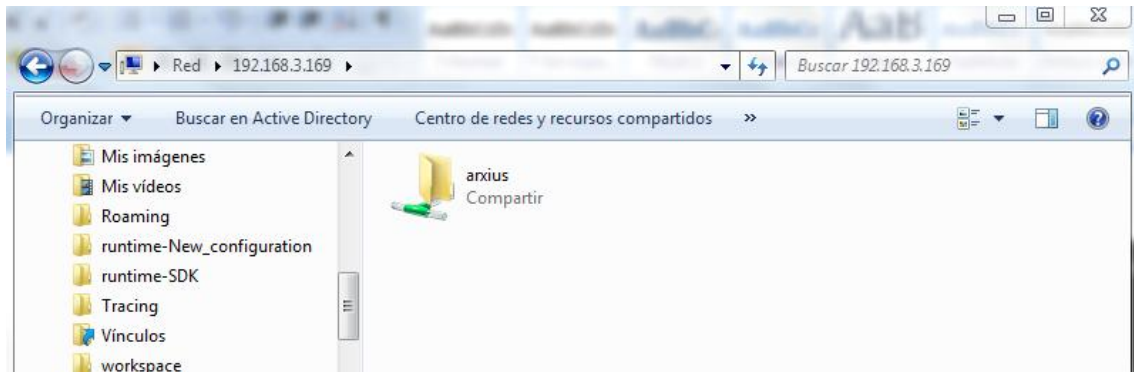 AaB
Red ▸ 192.168.3.169 ▸
Buscar 192.168.3.169
Organizar ▾ Buscar en Active Directory Centro de redes y recursos compartidos »
Mis imágenes
Mis vídeos
Roaming
runtime-New_configuration
runtime-SDK
Tracing
Vínculos
workspace
arxius
Compartir